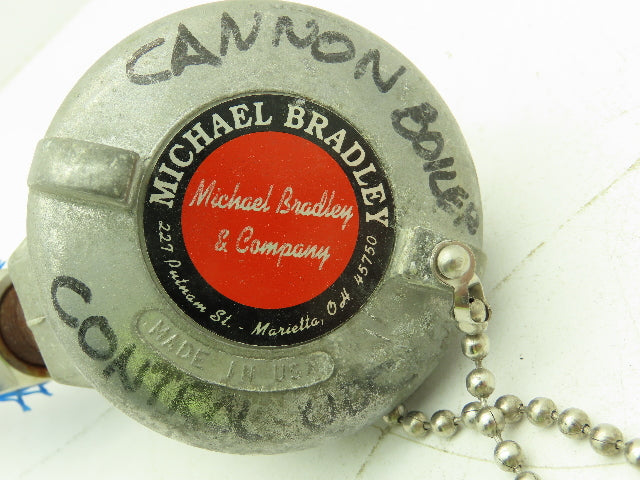 CANNON
BOILER
MICHAEL BRADLEY
Michael Bradley
& Company
227 Putnam St. - Marietta, OH 45750
MADE IN USA
CONTROL